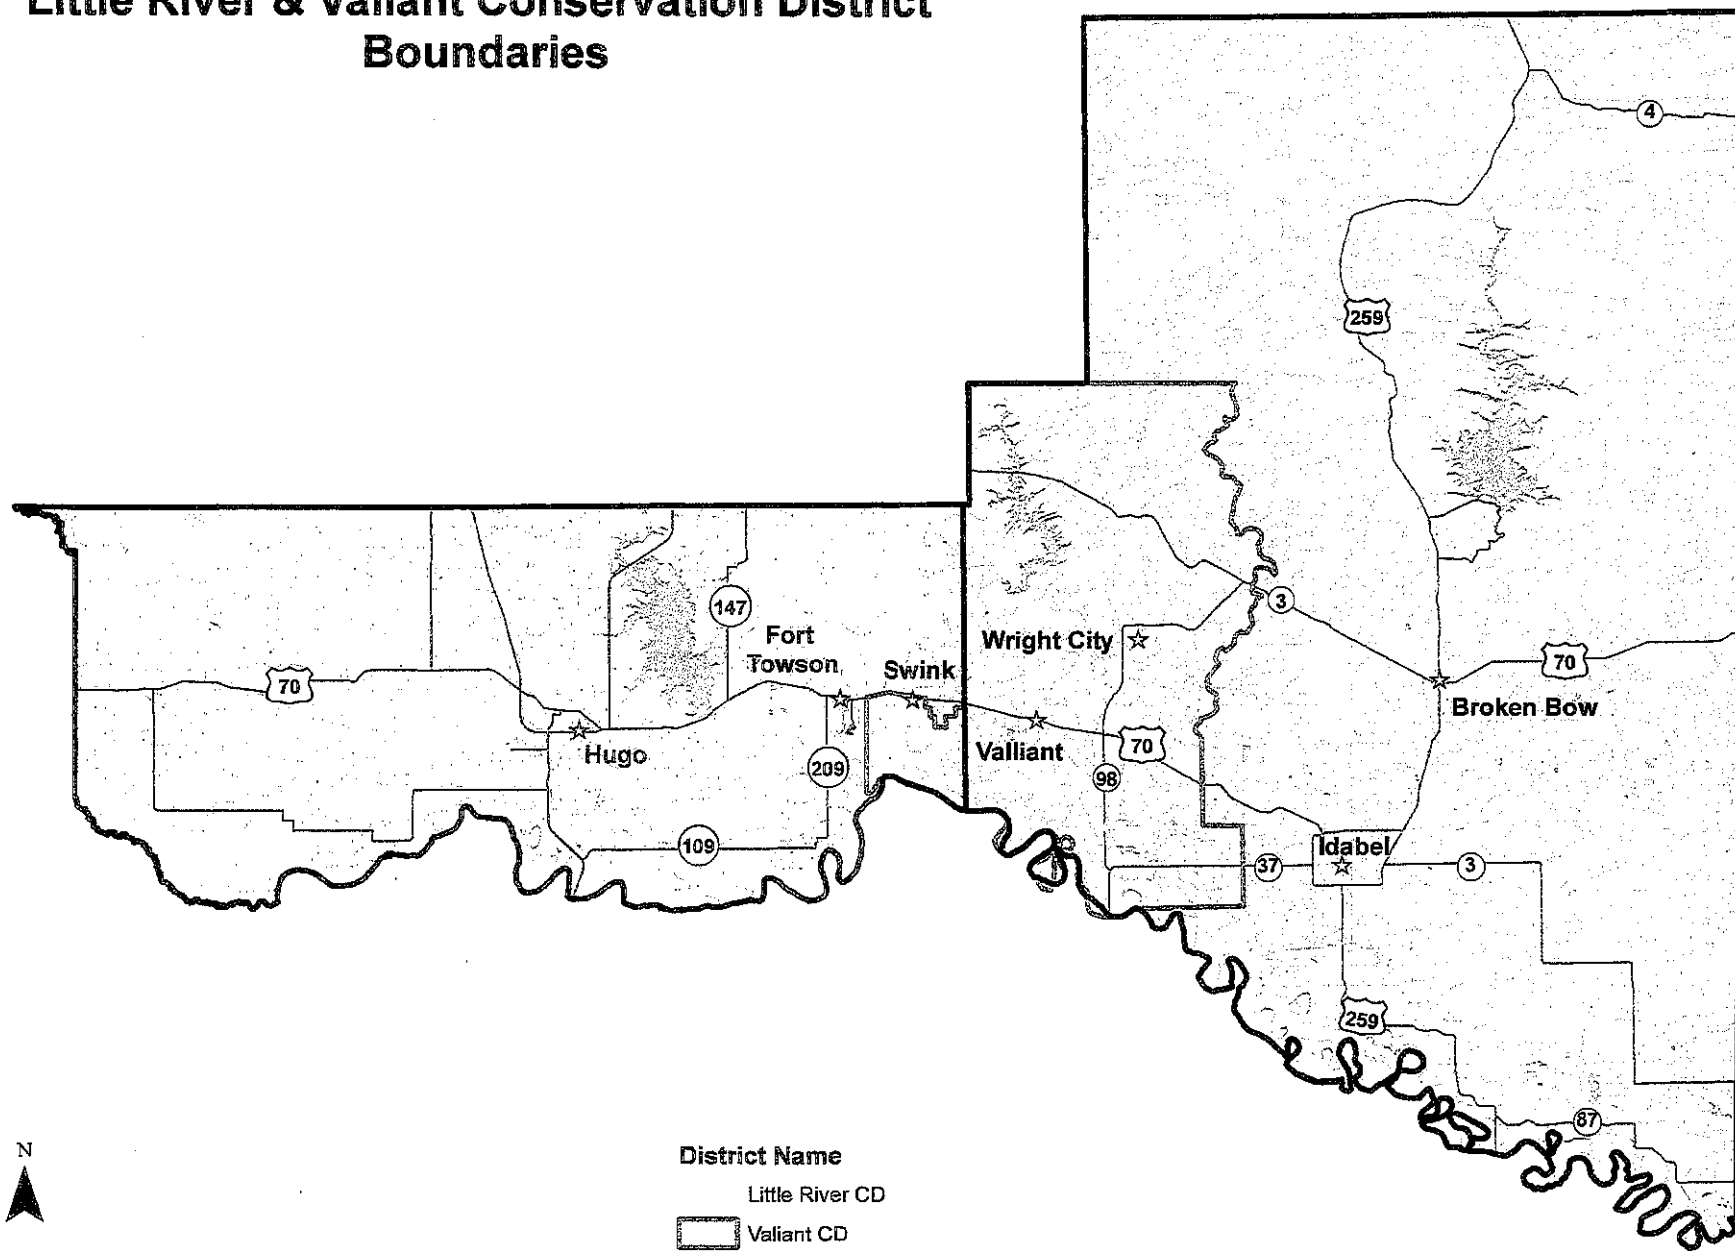 Little River & Valiant Conservation District
Boundaries
4
259
147
Fort
Towson
Swink
3
Wright City
70
70
Broken Bow
Hugo
Valliant
70
209
98
109
Idabel
37
3
259
87
N
District Name
Little River CD
Valiant CD